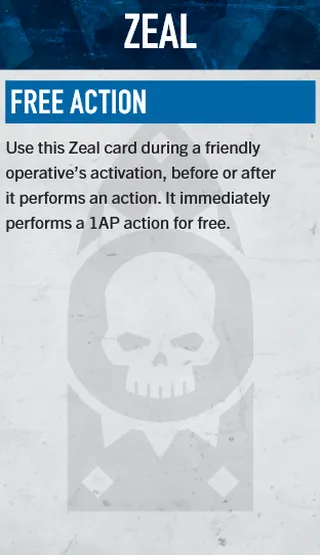 ZEAL
FREE ACTION
Use this Zeal card during a friendly
operative's activation, before or after
it performs an action. It immediately
performs a 1AP action for free.